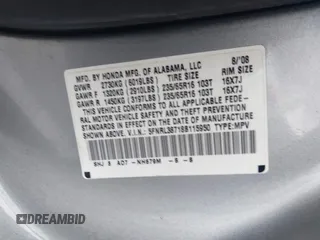 MFD. BY HONDA MFG. OF ALABAMA, LLC 8/'08
GVWR 2730KG ( 6019LBS ) TIRE SIZE RIM SIZE
GAWR F 1320KG ( 2910LBS ) 235/65R16 103T 16X7J
GAWR R 1450KG ( 3197LBS ) 235/65R16 103T 16X7J
THIS VEHICLE CONFORMS TO ALL APPLICABLE FEDE-
RAL MOTOR VEHICLE SAFETY AND THEFT PREVENTION
STANDARDS IN EFFECT ON THE DATE OF MANUFACTURE
SHOWN ABOVE. TYPE:MPV
SHJ A07
DREAMBID
.COM